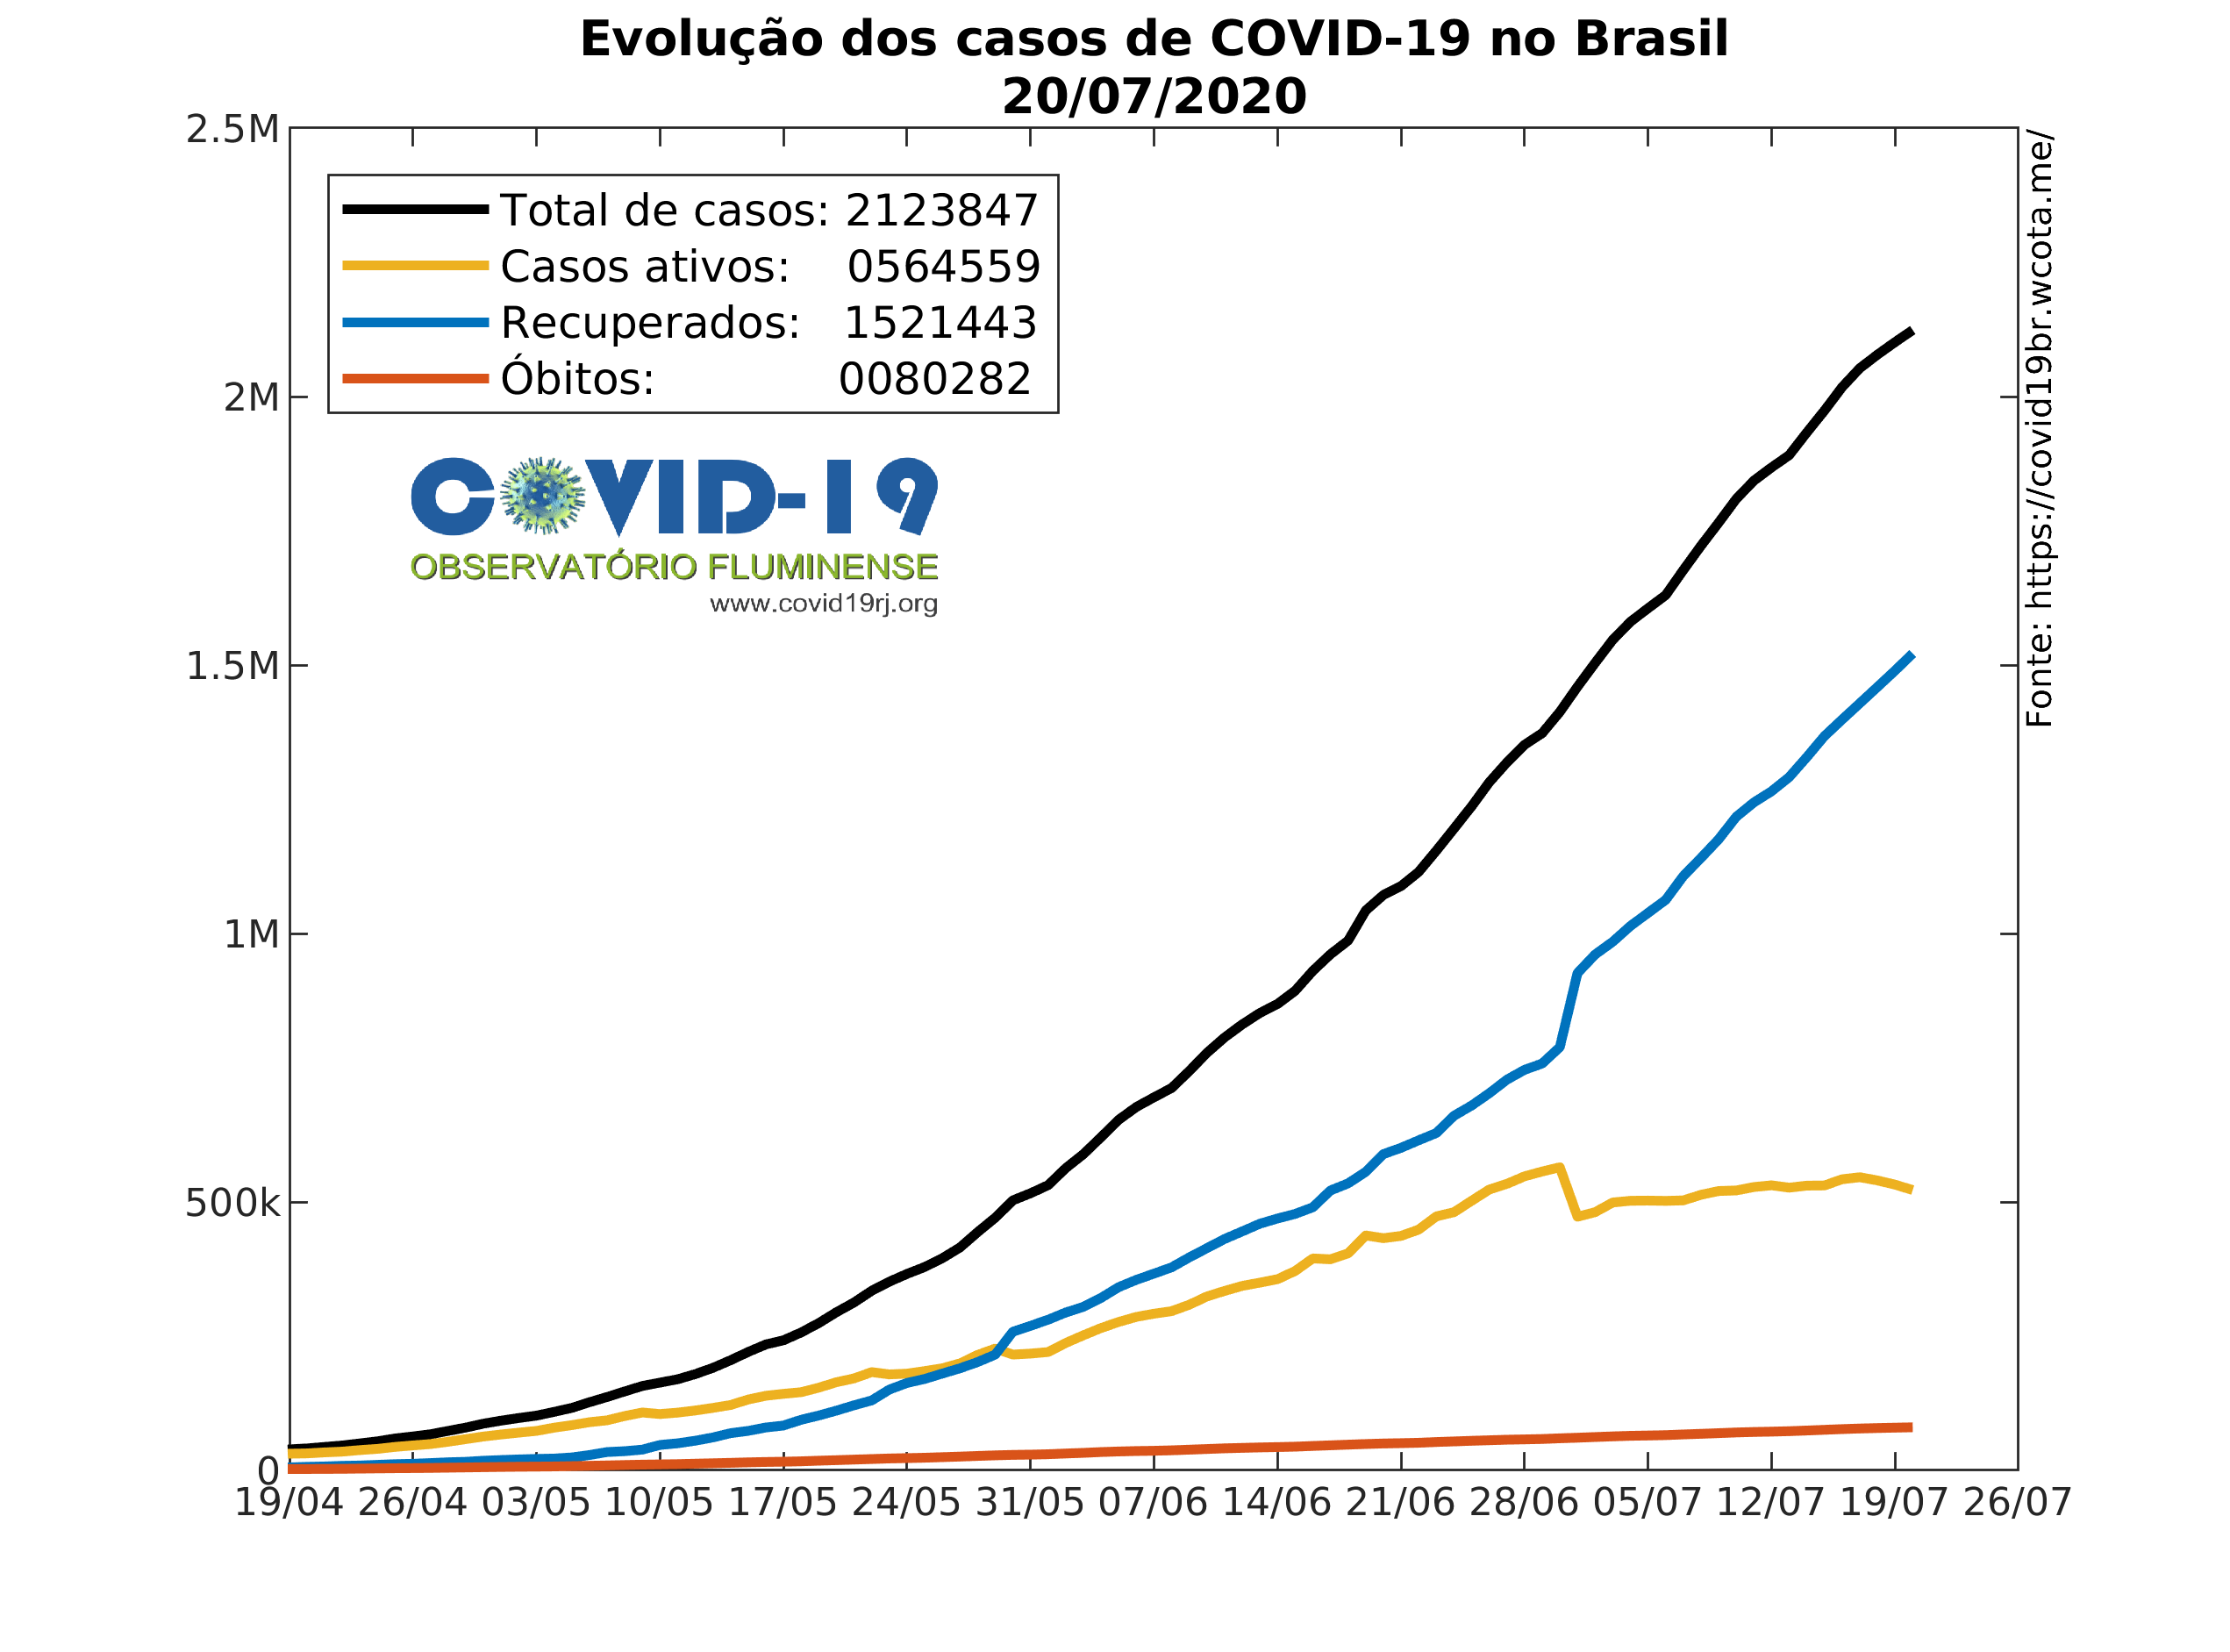 Evolução dos casos de COVID-19 no Brasil
20/07/2020
2.5M
2M
1.5M
1M
500k
0
Total de casos: 2123847
Casos ativos: 0564559
Recuperados: 1521443
Óbitos: 0080282
COVID-19
OBSERVATÓRIO FLUMINENSE
www.covid19rj.org
Fonte: https://covid19br.wcota.me/
19/04 26/04 03/05 10/05 17/05 24/05 31/05 07/06 14/06 21/06 28/06 05/07 12/07 19/07 26/07